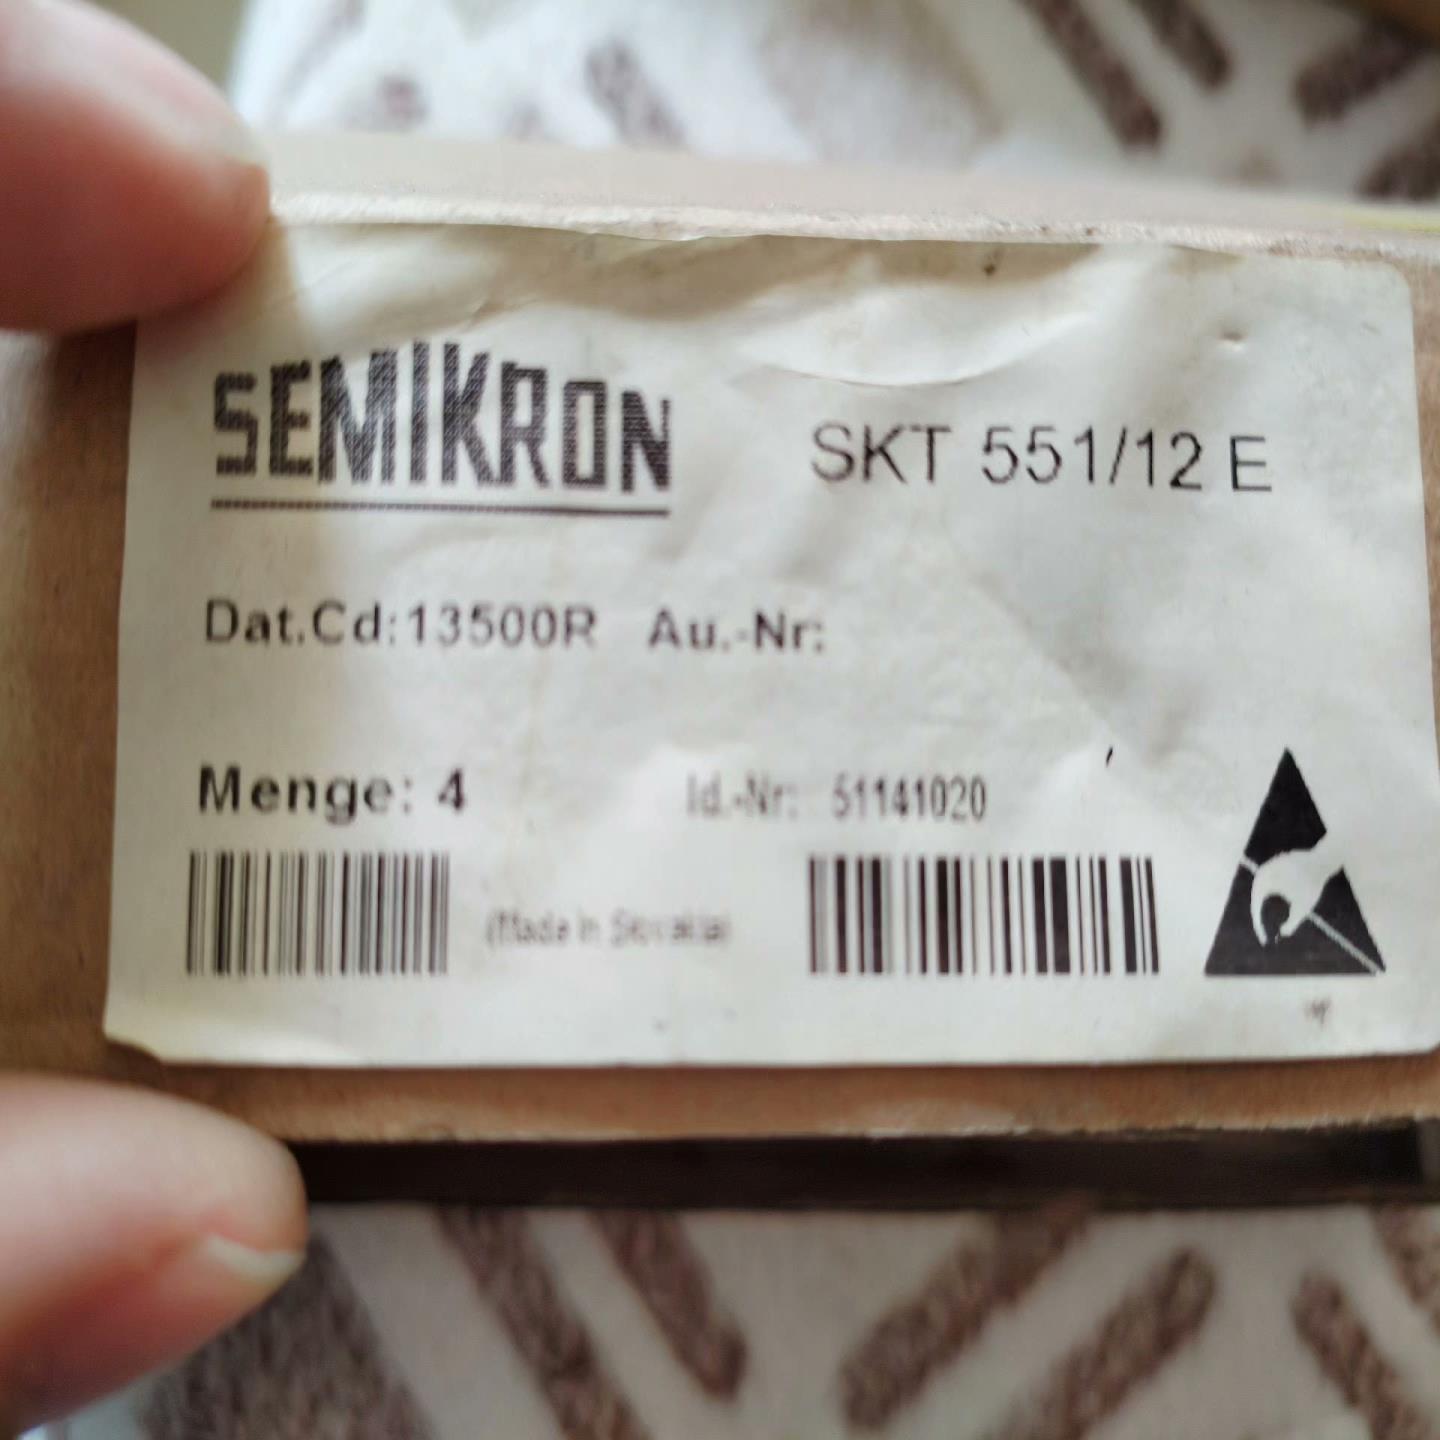 SEMIKRON
SKT 551/12 E
Dat.Cd:13500R Au.-Nr:
Menge: 4 Id.-Nr: 51141020
(Made in Slovakia)